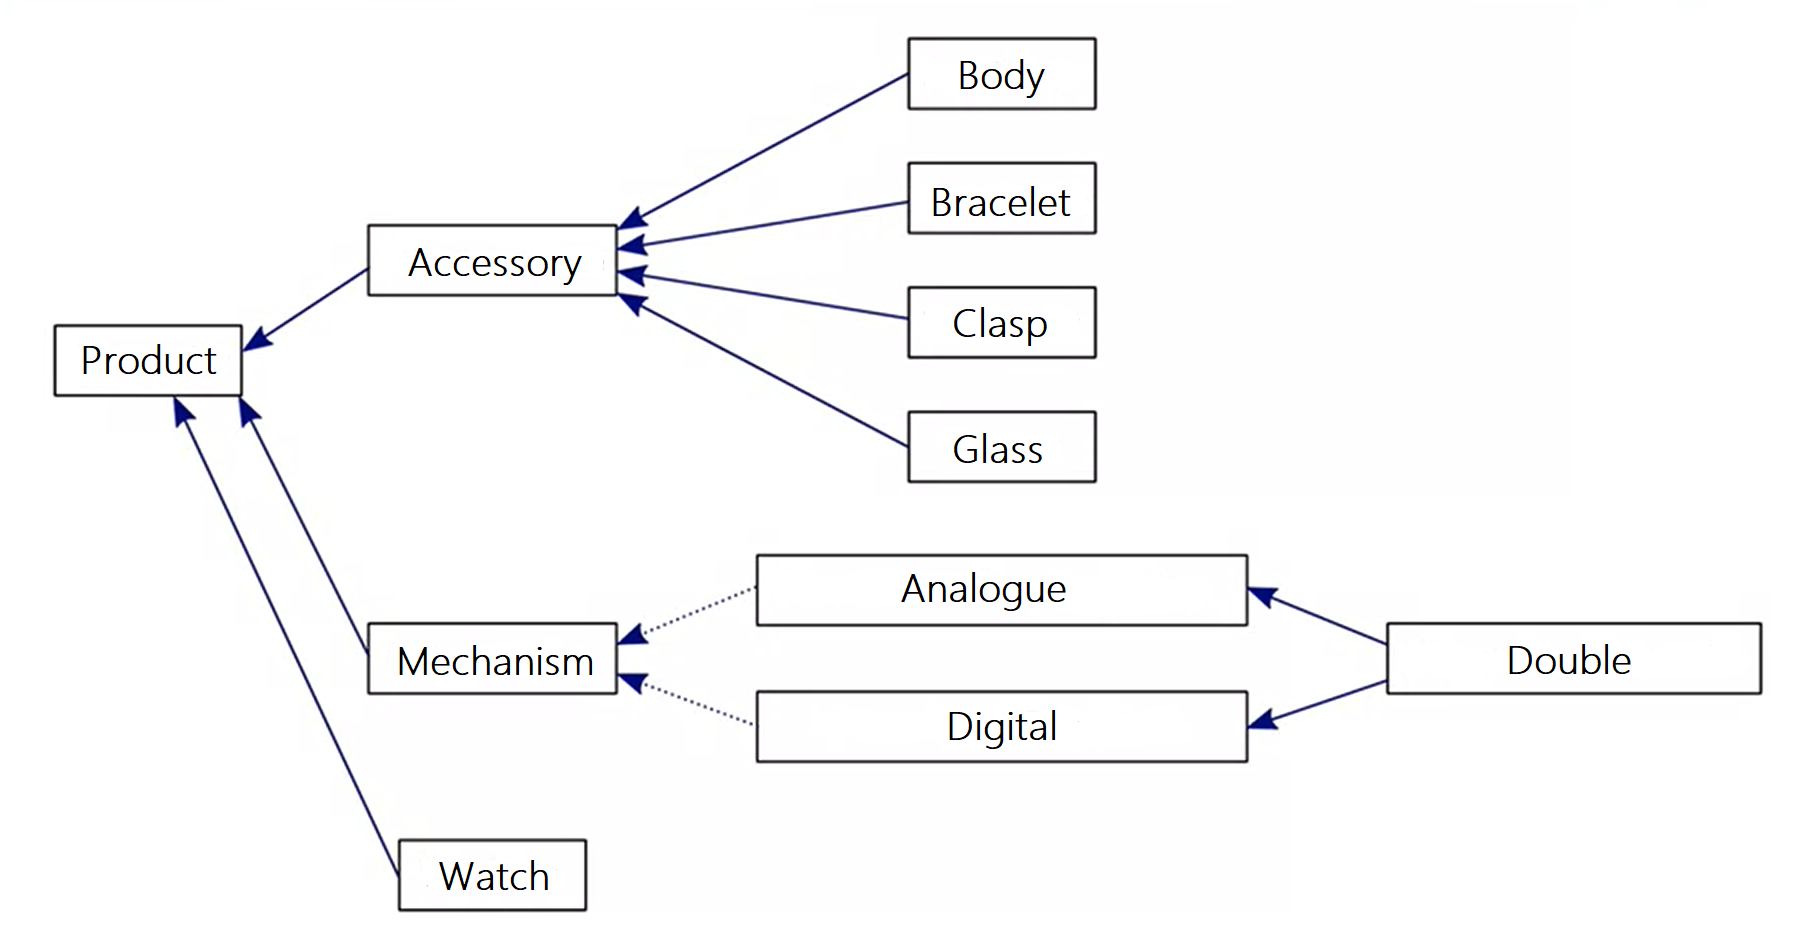 Body
Bracelet
Accessory
Clasp
Product
Glass
Analogue
Mechanism
Double
Digital
Watch